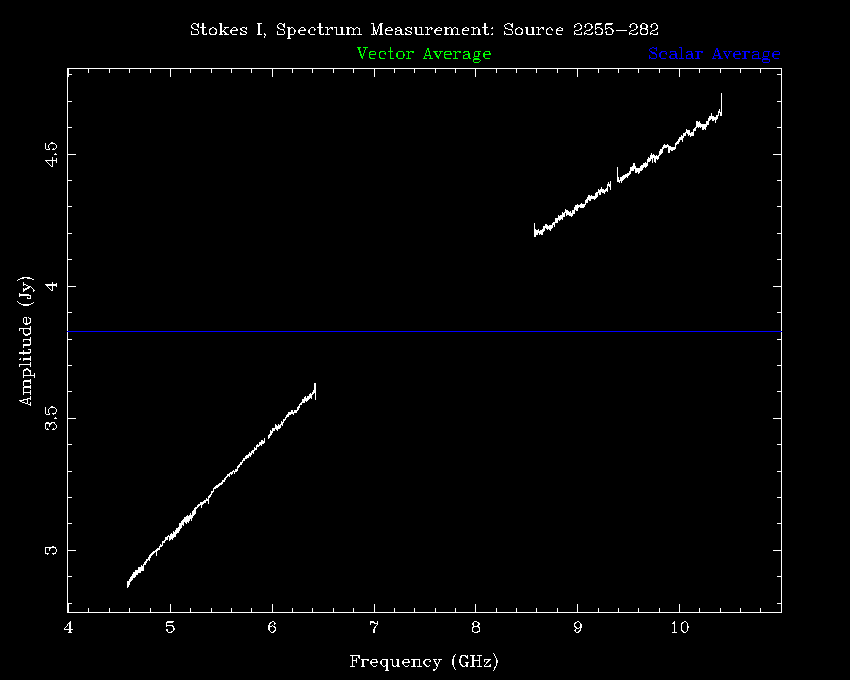 Stokes I, Spectrum Measurement: Source 2255−282
Vector Average Scalar Average
4.5
4
3.5
3
Amplitude (Jy)
4 5 6 7 8 9 10
Frequency (GHz)